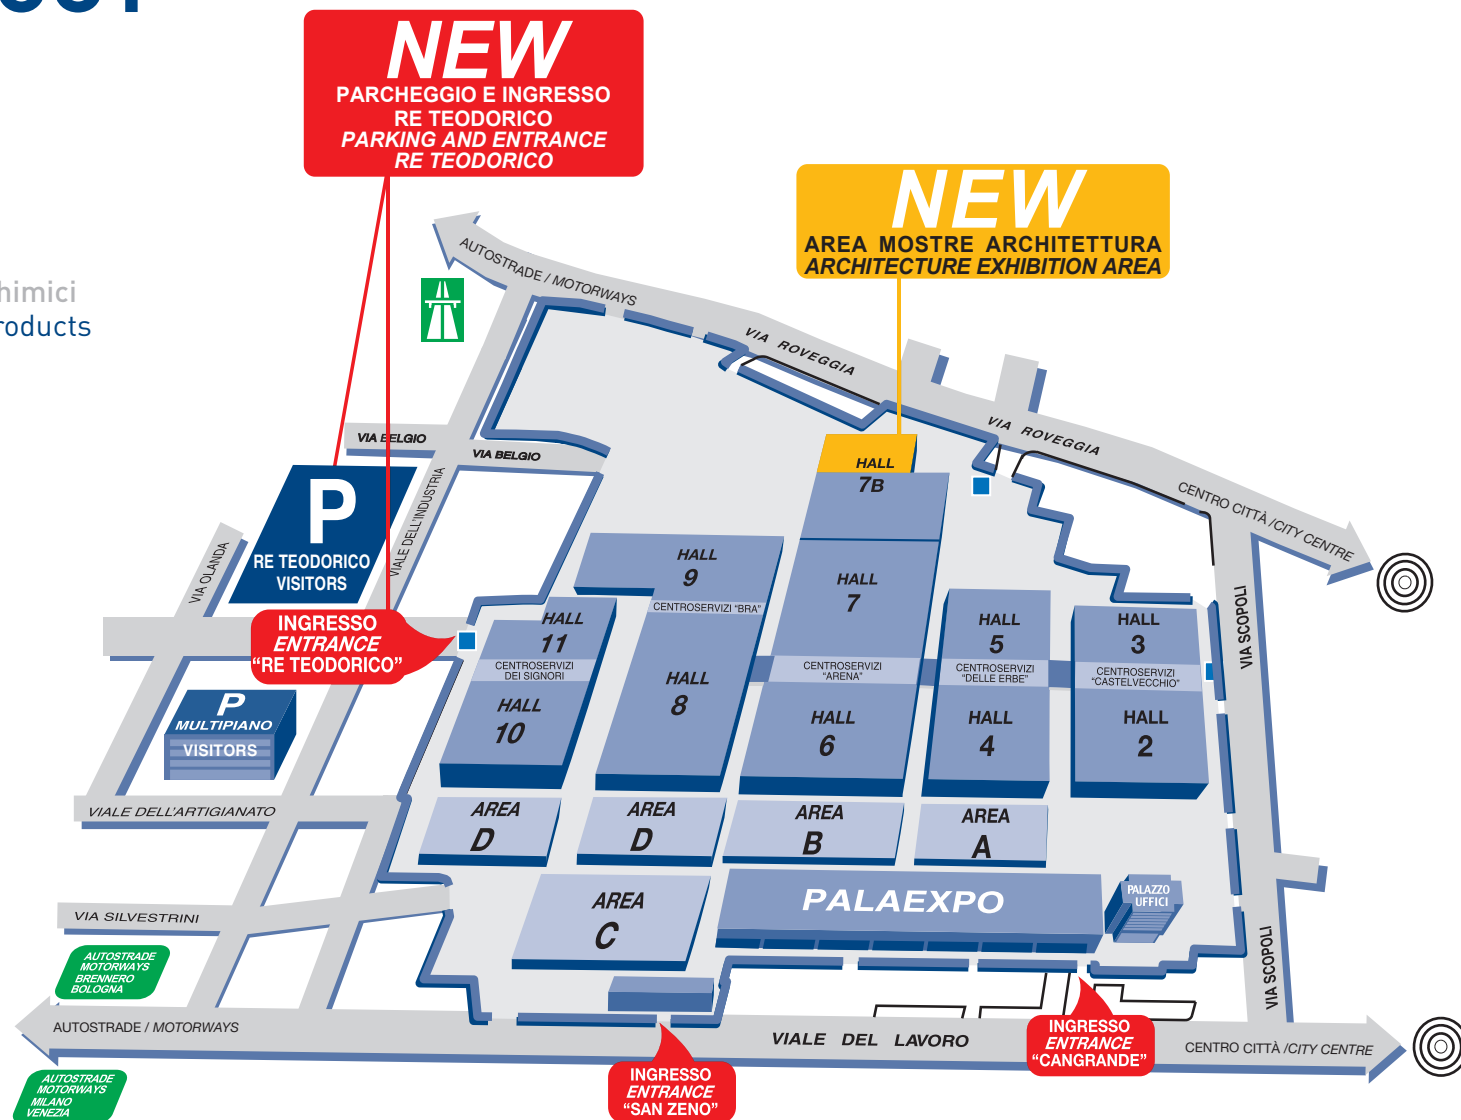 NEW
PARCHEGGIO E INGRESSO
RE TEODORICO
PARKING AND ENTRANCE
RE TEODORICO
NEW
AREA MOSTRE ARCHITETTURA
ARCHITECTURE EXHIBITION AREA
himici
roducts
AUTOSTRADE / MOTORWAYS
VIA ROVEGGIA
VIA ROVEGGIA
CENTRO CITTÀ /CITY CENTRE
VIA BELGIO
VIA BELGIO
VIALE DELL'INDUSTRIA
VIA OLANDA
P
RE TEODORICO
VISITORS
INGRESSO
ENTRANCE
"RE TEODORICO"
P
MULTIPIANO
VISITORS
HALL
7B
HALL
9
CENTROSERVIZI "BRA"
HALL
8
HALL
7
CENTROSERVIZI
"ARENA"
HALL
6
HALL
11
CENTROSERVIZI
DEI SIGNORI
HALL
10
HALL
5
CENTROSERVIZI
"DELLE ERBE"
HALL
4
HALL
3
CENTROSERVIZI
"CASTELVECCHIO"
HALL
2
VIA SCOPOLI
VIALE DELL'ARTIGIANATO
AREA
D
AREA
D
AREA
B
AREA
A
AREA
C
PALAEXPO
PALAZZO
UFFICI
VIA SILVESTRINI
VIA SCOPOLI
AUTOSTRADE
MOTORWAYS
BRENNERO
BOLOGNA
AUTOSTRADE / MOTORWAYS
VIALE DEL LAVORO
INGRESSO
ENTRANCE
"CANGRANDE"
CENTRO CITTÀ /CITY CENTRE
INGRESSO
ENTRANCE
"SAN ZENO"
AUTOSTRADE
MOTORWAYS
MILANO
VENEZIA